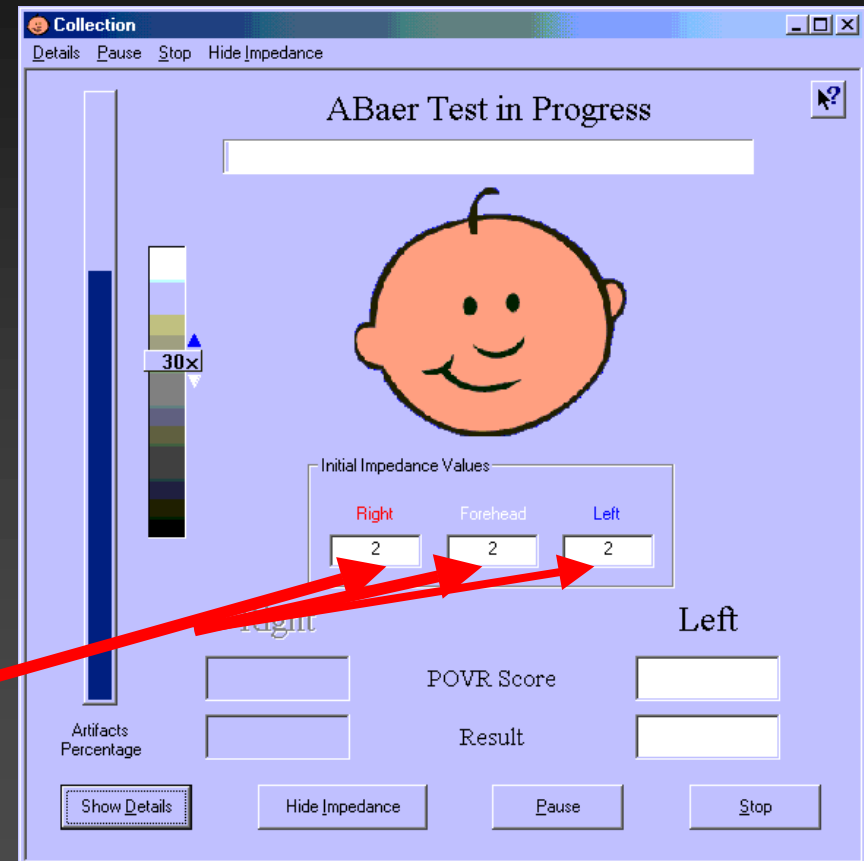 Collection
Details Pause Stop Hide Impedance
ABaer Test in Progress
30x
Initial Impedance Values
Right Forehead Left
2 2 2
Right Left
POVR Score
Artifacts
Percentage
Result
Show Details Hide Impedance Pause Stop